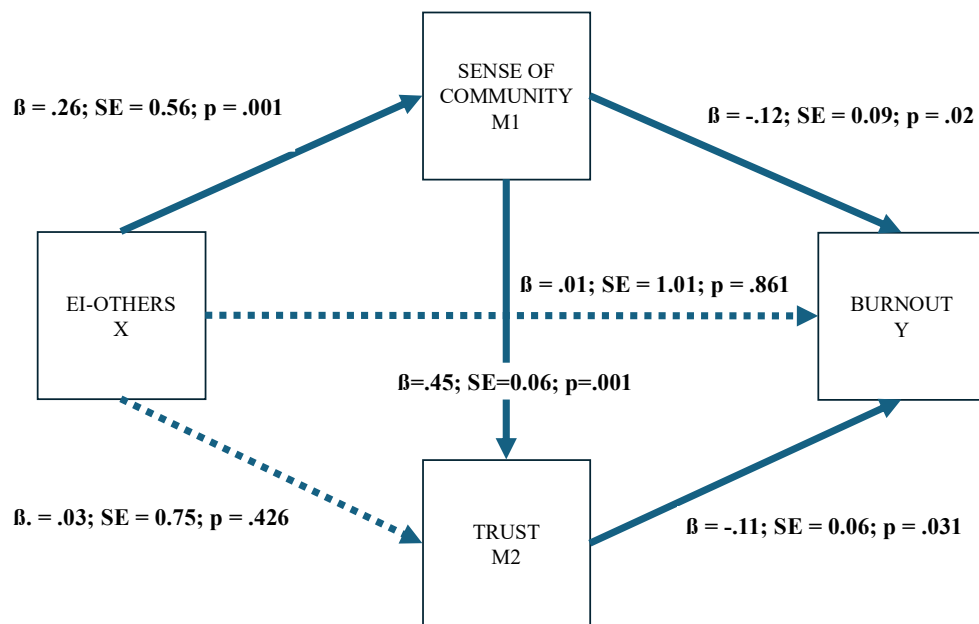 SENSE OF
COMMUNITY
M1
ß = .26; SE = 0.56; p = .001
ß = -.12; SE = 0.09; p = .02
EI-OTHERS
X
ß = .01; SE = 1.01; p = .861
BURNOUT
Y
ß=.45; SE=0.06; p=.001
ß. = .03; SE = 0.75; p = .426
TRUST
M2
ß = -.11; SE = 0.06; p = .031